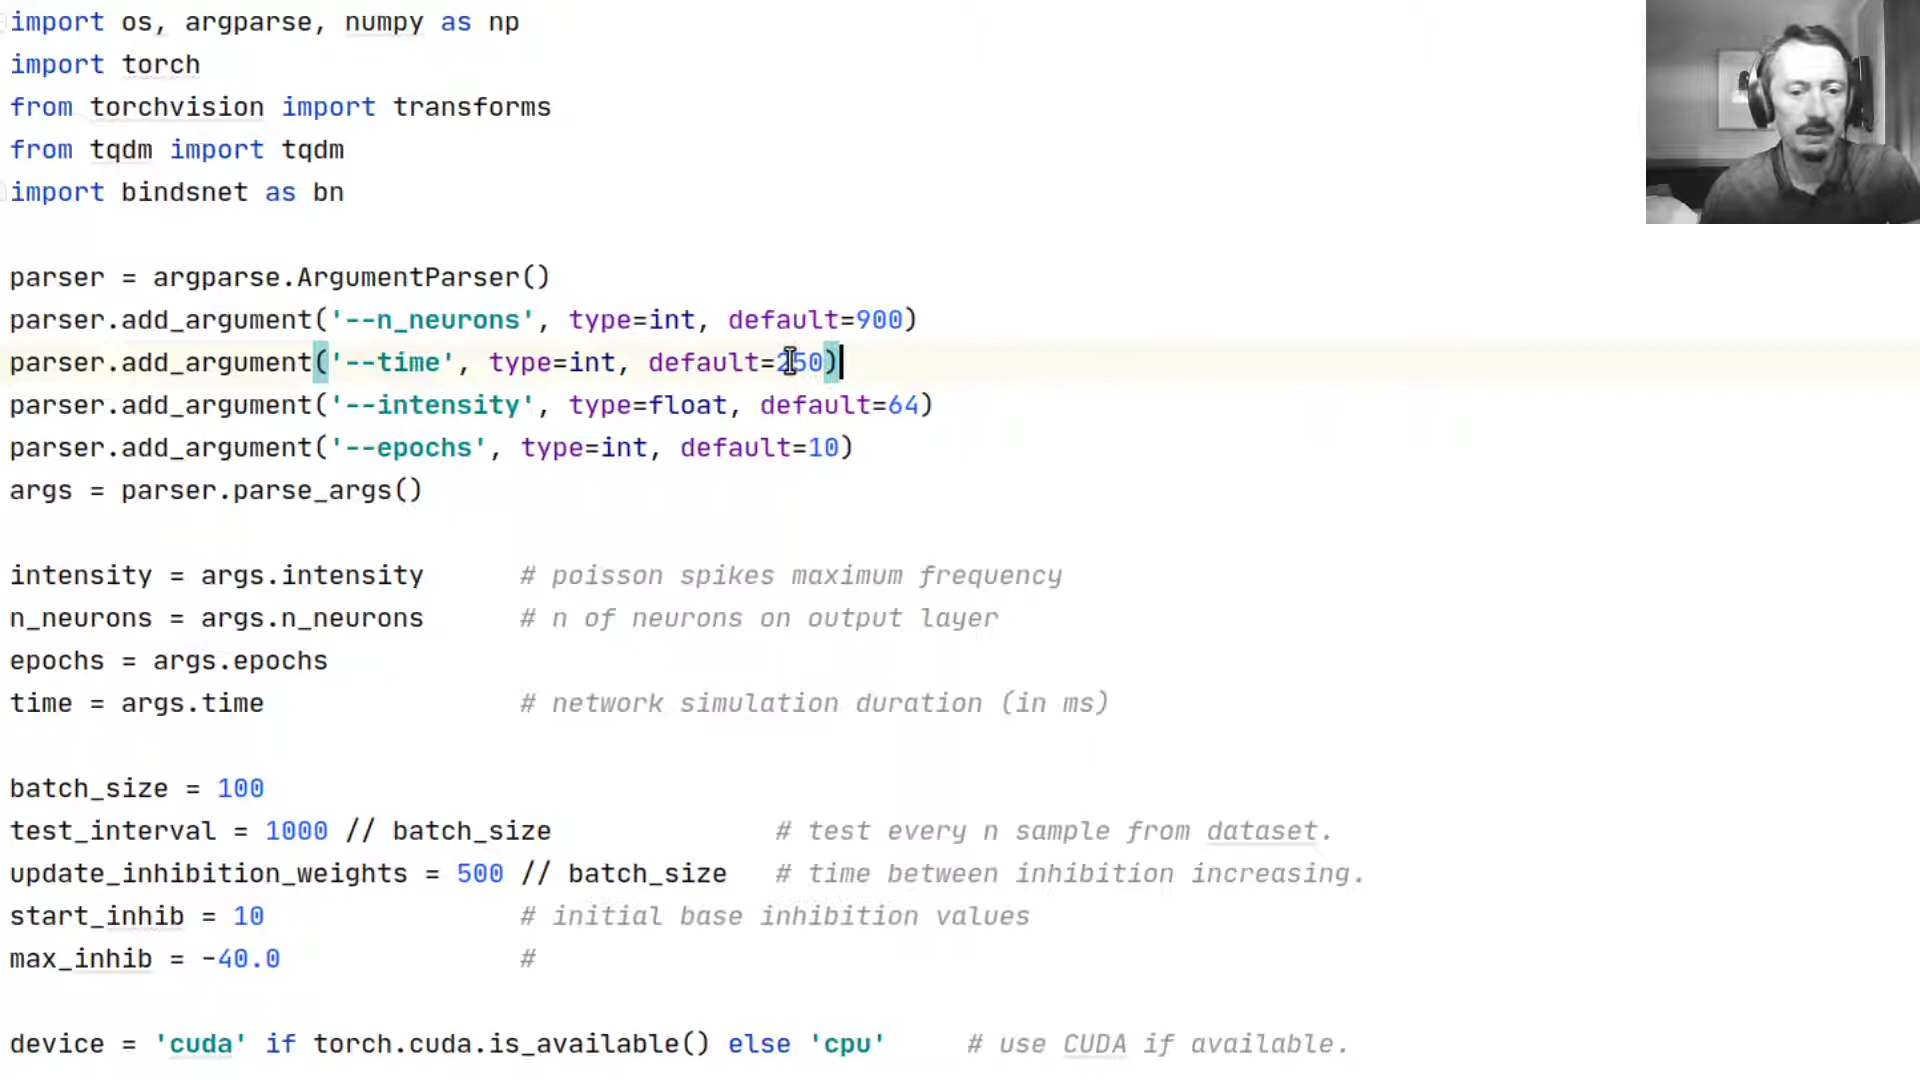 import os, argparse, numpy as np
import torch
from torchvision import transforms
from tqdm import tqdm
import bindsnet as bn
parser = argparse.ArgumentParser()
parser.add_argument('--n_neurons', type=int, default=900)
parser.add_argument('--time', type=int, default=250)
parser.add_argument('--intensity', type=float, default=64)
parser.add_argument('--epochs', type=int, default=10)
args = parser.parse_args()
intensity = args.intensity # poisson spikes maximum frequency
n_neurons = args.n_neurons # n of neurons on output layer
epochs = args.epochs
time = args.time # network simulation duration (in ms)
batch_size = 100
test_interval = 1000 // batch_size # test every n sample from dataset.
update_inhibition_weights = 500 // batch_size # time between inhibition increasing.
start_inhib = 10 # initial base inhibition values
max_inhib = -40.0 #
device = 'cuda' if torch.cuda.is_available() else 'cpu' # use CUDA if available.